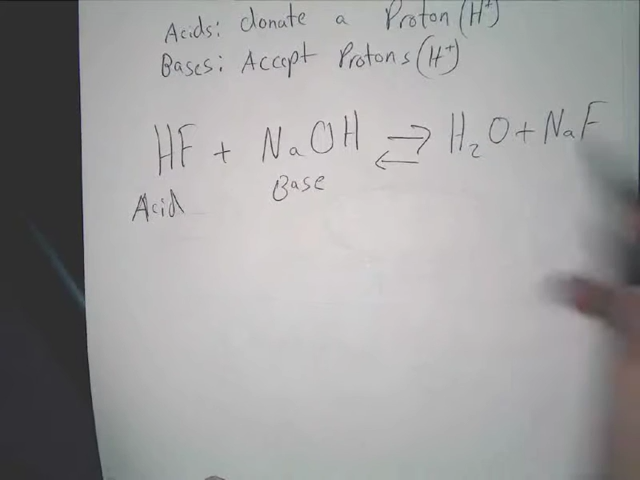 Acids: donate a Proton (H⁺)
Bases: Accept Protons (H⁺)
HF + NaOH ⇌ H₂O + NaF
Acid Base